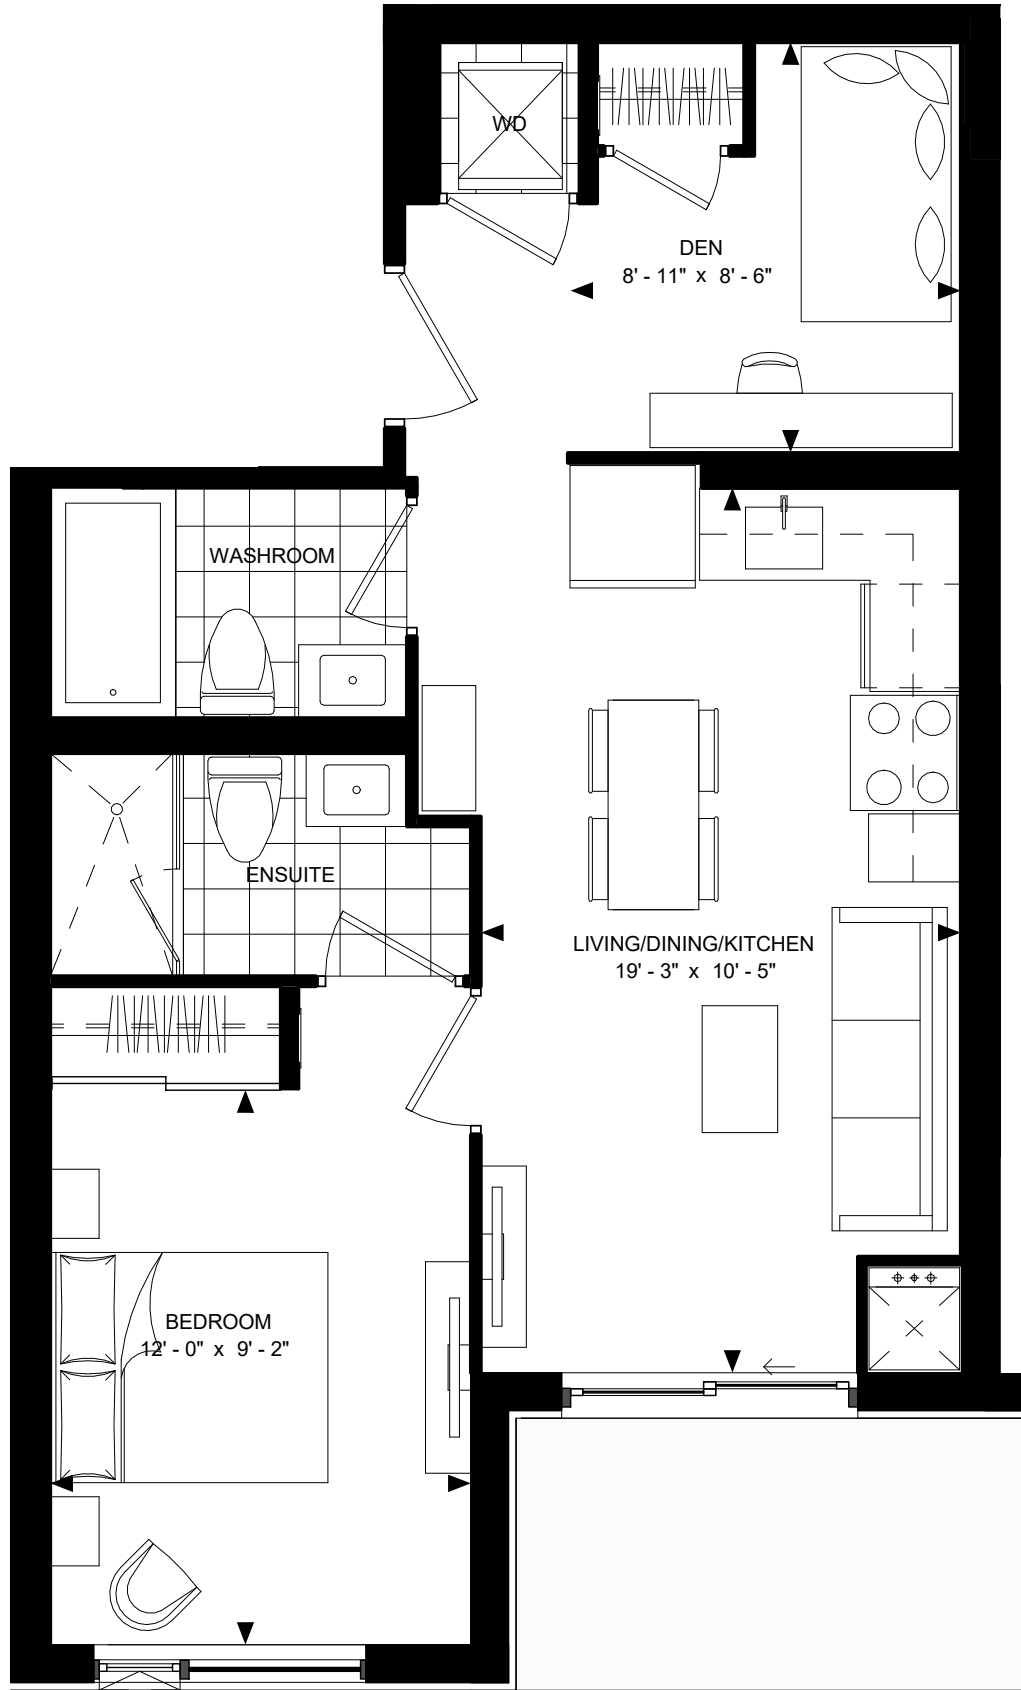 WD
DEN
8' - 11" x 8' - 6"
WASHROOM
ENSUITE
LIVING/DINING/KITCHEN
19' - 3" x 10' - 5"
BEDROOM
12' - 0" x 9' - 2"